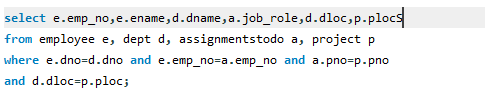 select e.emp_no,e.ename,d.dname,a.job_role,d.dloc,p.plocS
from employee e, dept d, assignmentstodo a, project p
where e.dno=d.dno and e.emp_no=a.emp_no and a.pno=p.pno
and d.dloc=p.ploc;